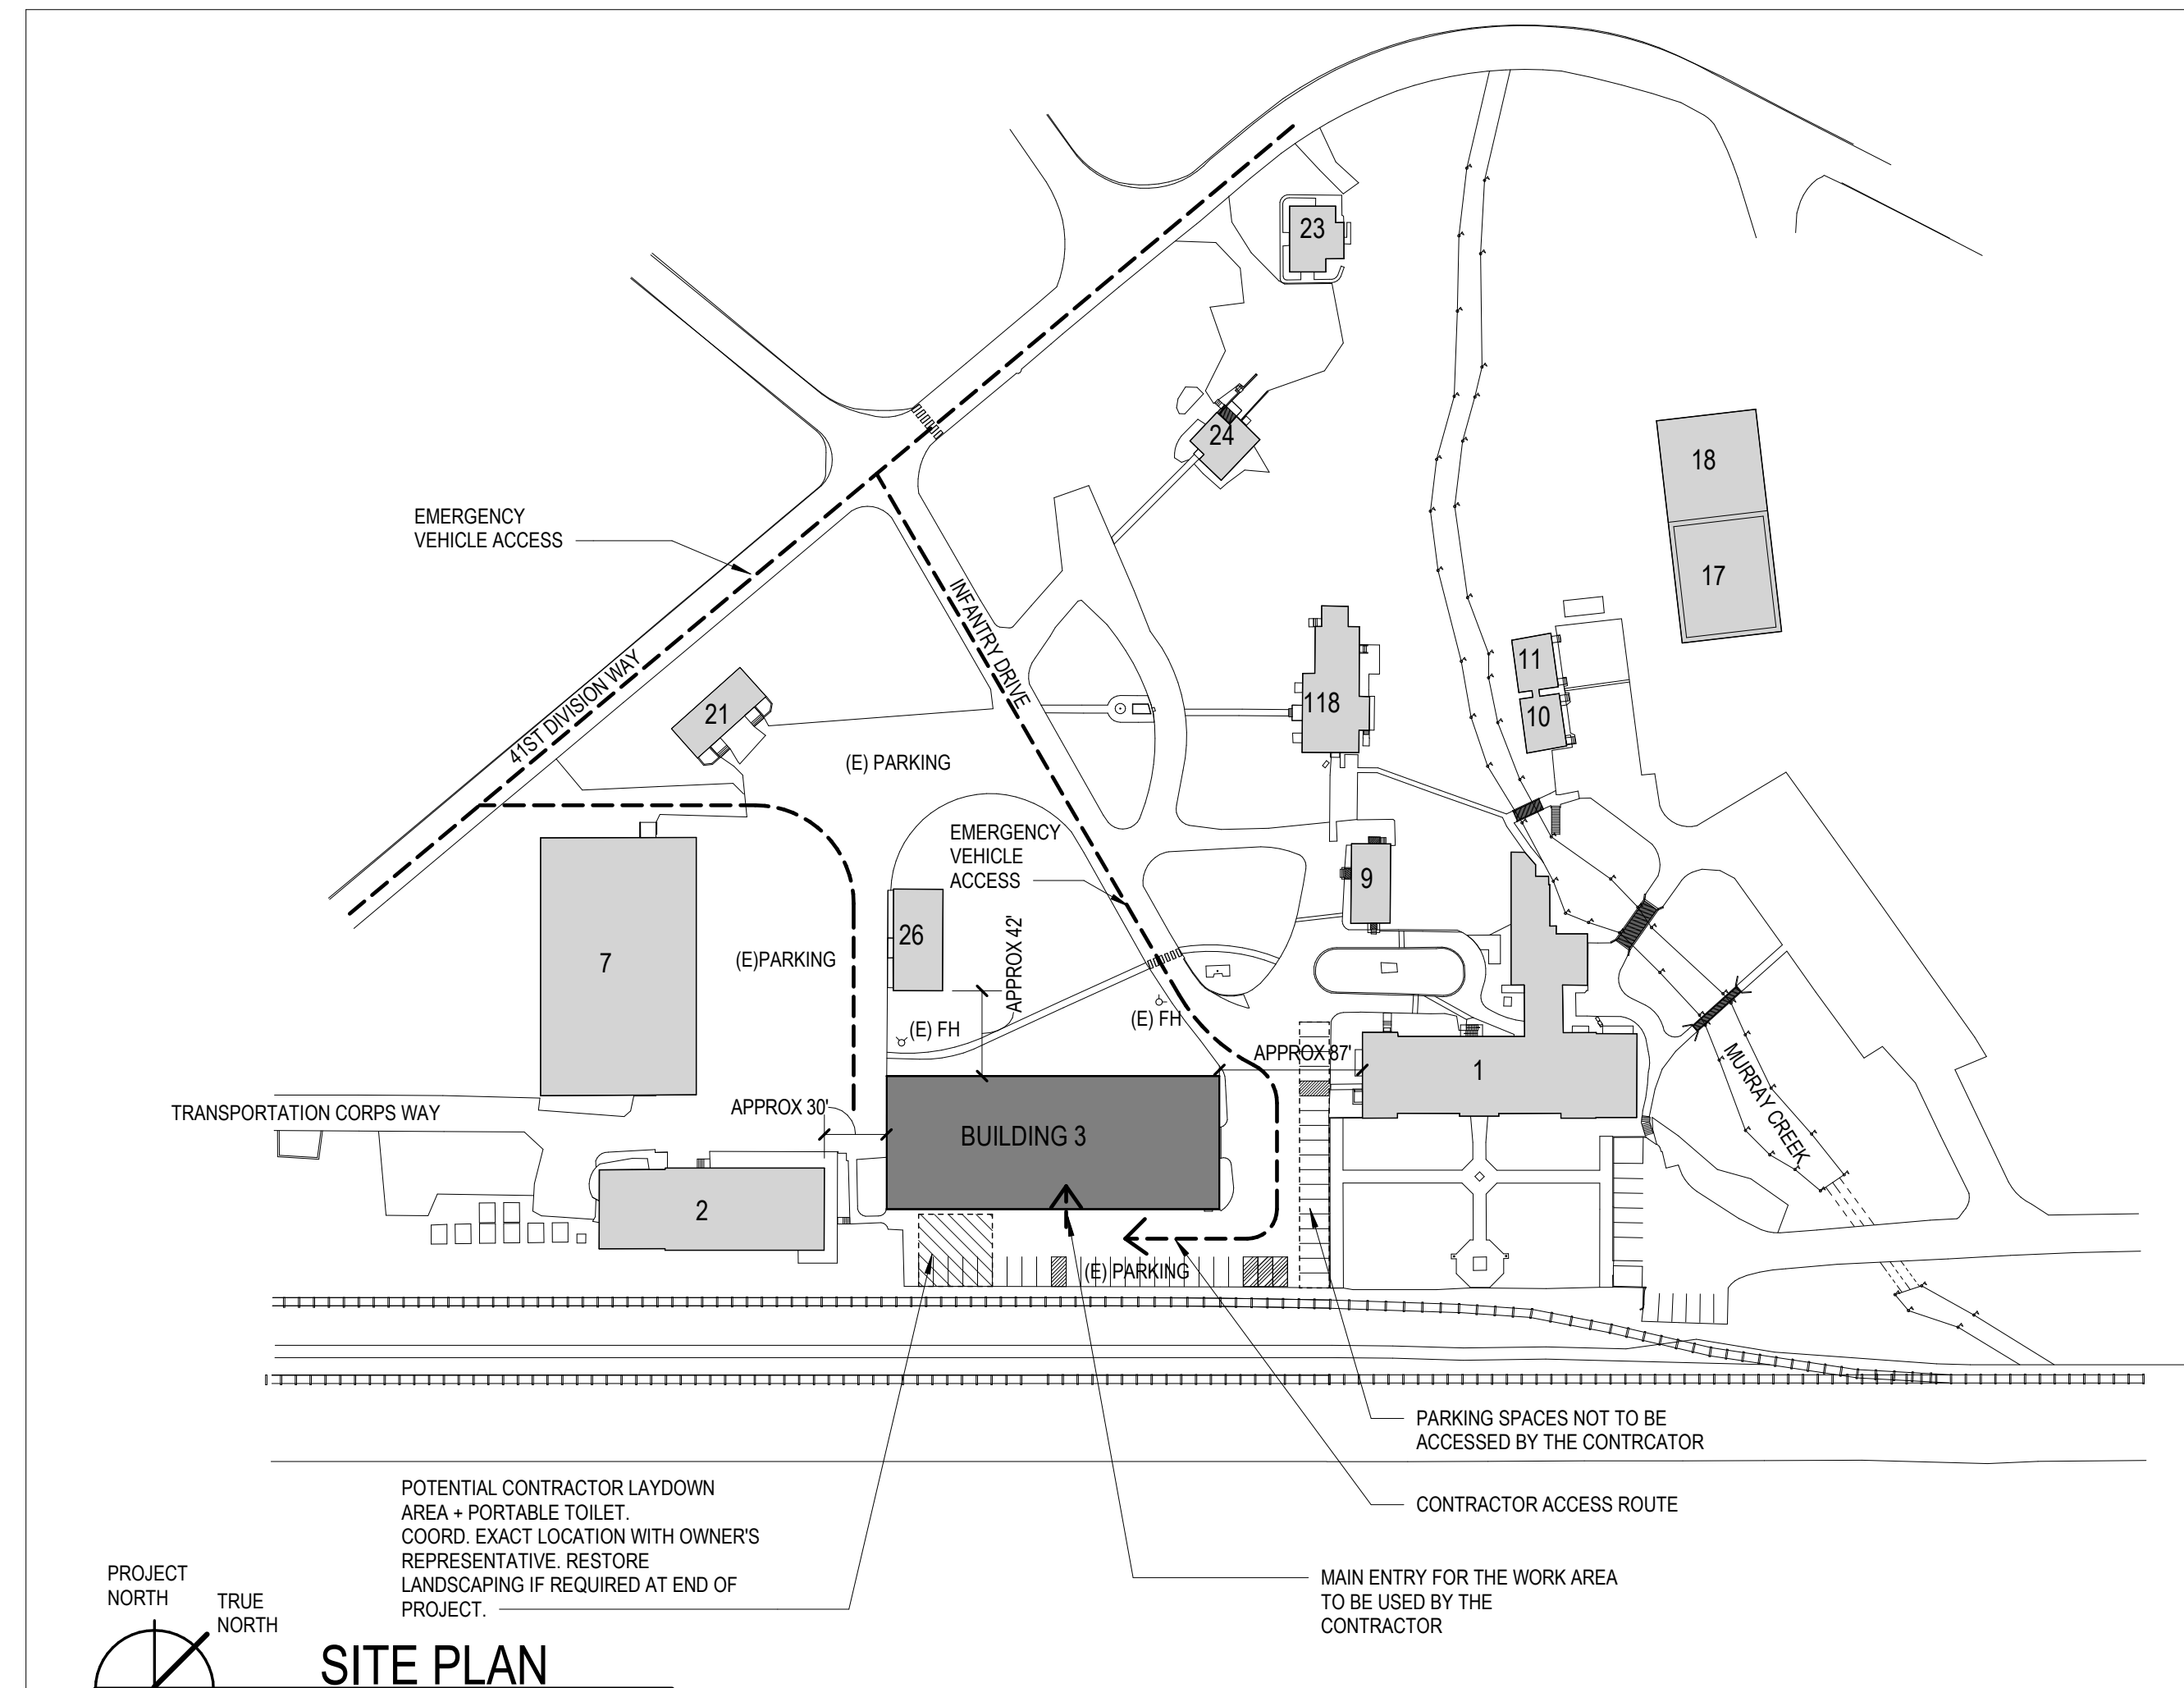 23
24
18
17
EMERGENCY
VEHICLE ACCESS
INFANTRY DRIVE
41ST DIVISION WAY
21
118
11
10
(E) PARKING
EMERGENCY
VEHICLE
ACCESS
9
26
7
(E)PARKING
APPROX 42'
(E) FH
(E) FH
APPROX 87'
1
MURRAY CREEK
TRANSPORTATION CORPS WAY
APPROX 30'
BUILDING 3
2
(E) PARKING
PARKING SPACES NOT TO BE
ACCESSED BY THE CONTRCATOR
POTENTIAL CONTRACTOR LAYDOWN
AREA + PORTABLE TOILET.
COORD. EXACT LOCATION WITH OWNER'S
REPRESENTATIVE. RESTORE
LANDSCAPING IF REQUIRED AT END OF
PROJECT.
CONTRACTOR ACCESS ROUTE
MAIN ENTRY FOR THE WORK AREA
TO BE USED BY THE
CONTRACTOR
PROJECT
NORTH
TRUE
NORTH
SITE PLAN